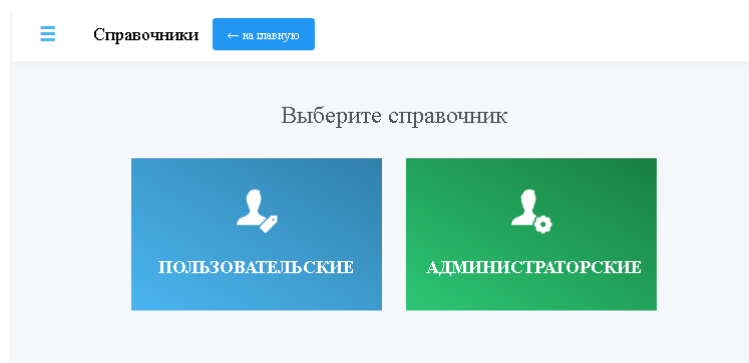 Справочники ← на главную
Выберите справочник
ПОЛЬЗОВАТЕЛЬСКИЕ АДМИНИСТРАТОРСКИЕ